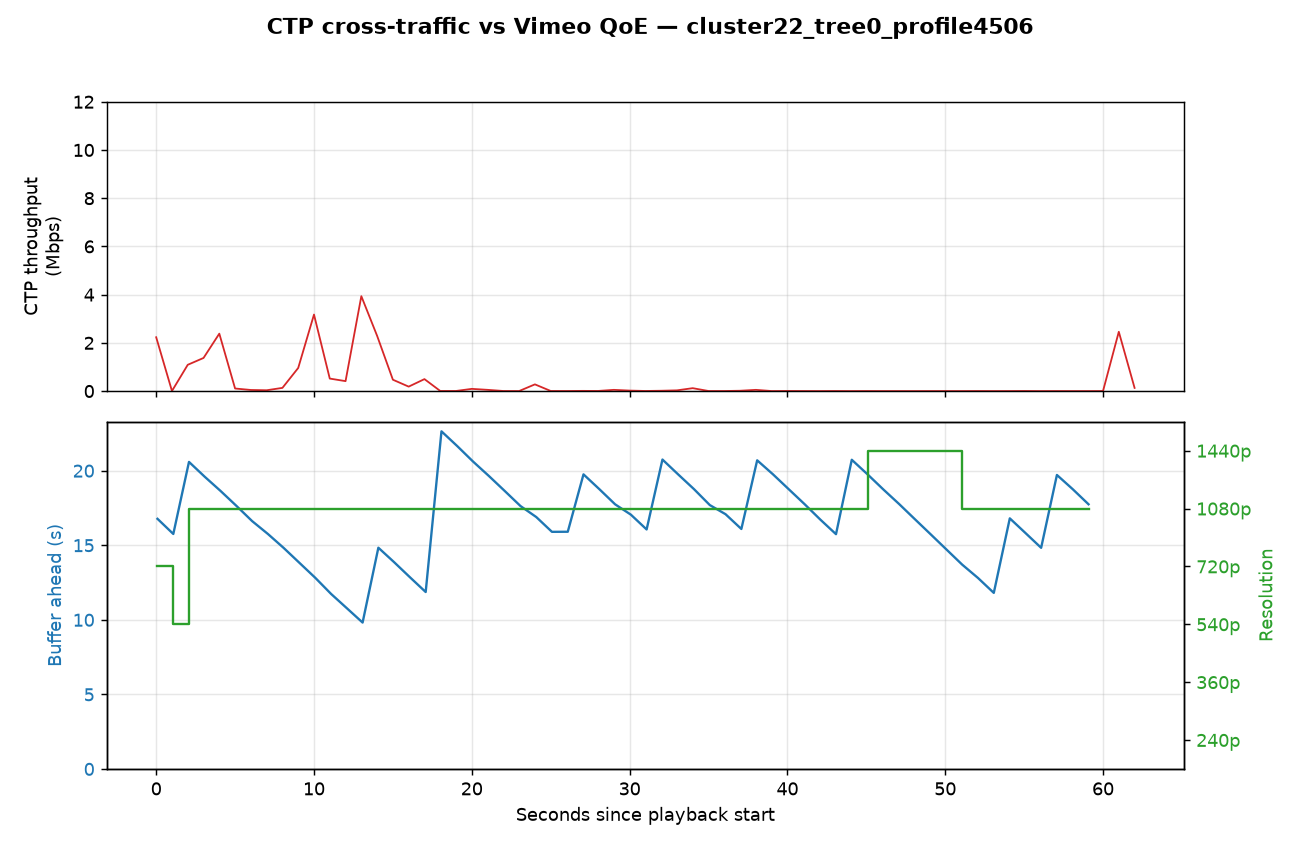 CTP cross-traffic vs Vimeo QoE — cluster22_tree0_profile4506
CTP throughput
(Mbps)
12
10
8
6
4
2
0
Buffer ahead (s)
20
15
10
5
0
1440p
1080p
720p
540p
360p
240p
Resolution
0 10 20 30 40 50 60
Seconds since playback start